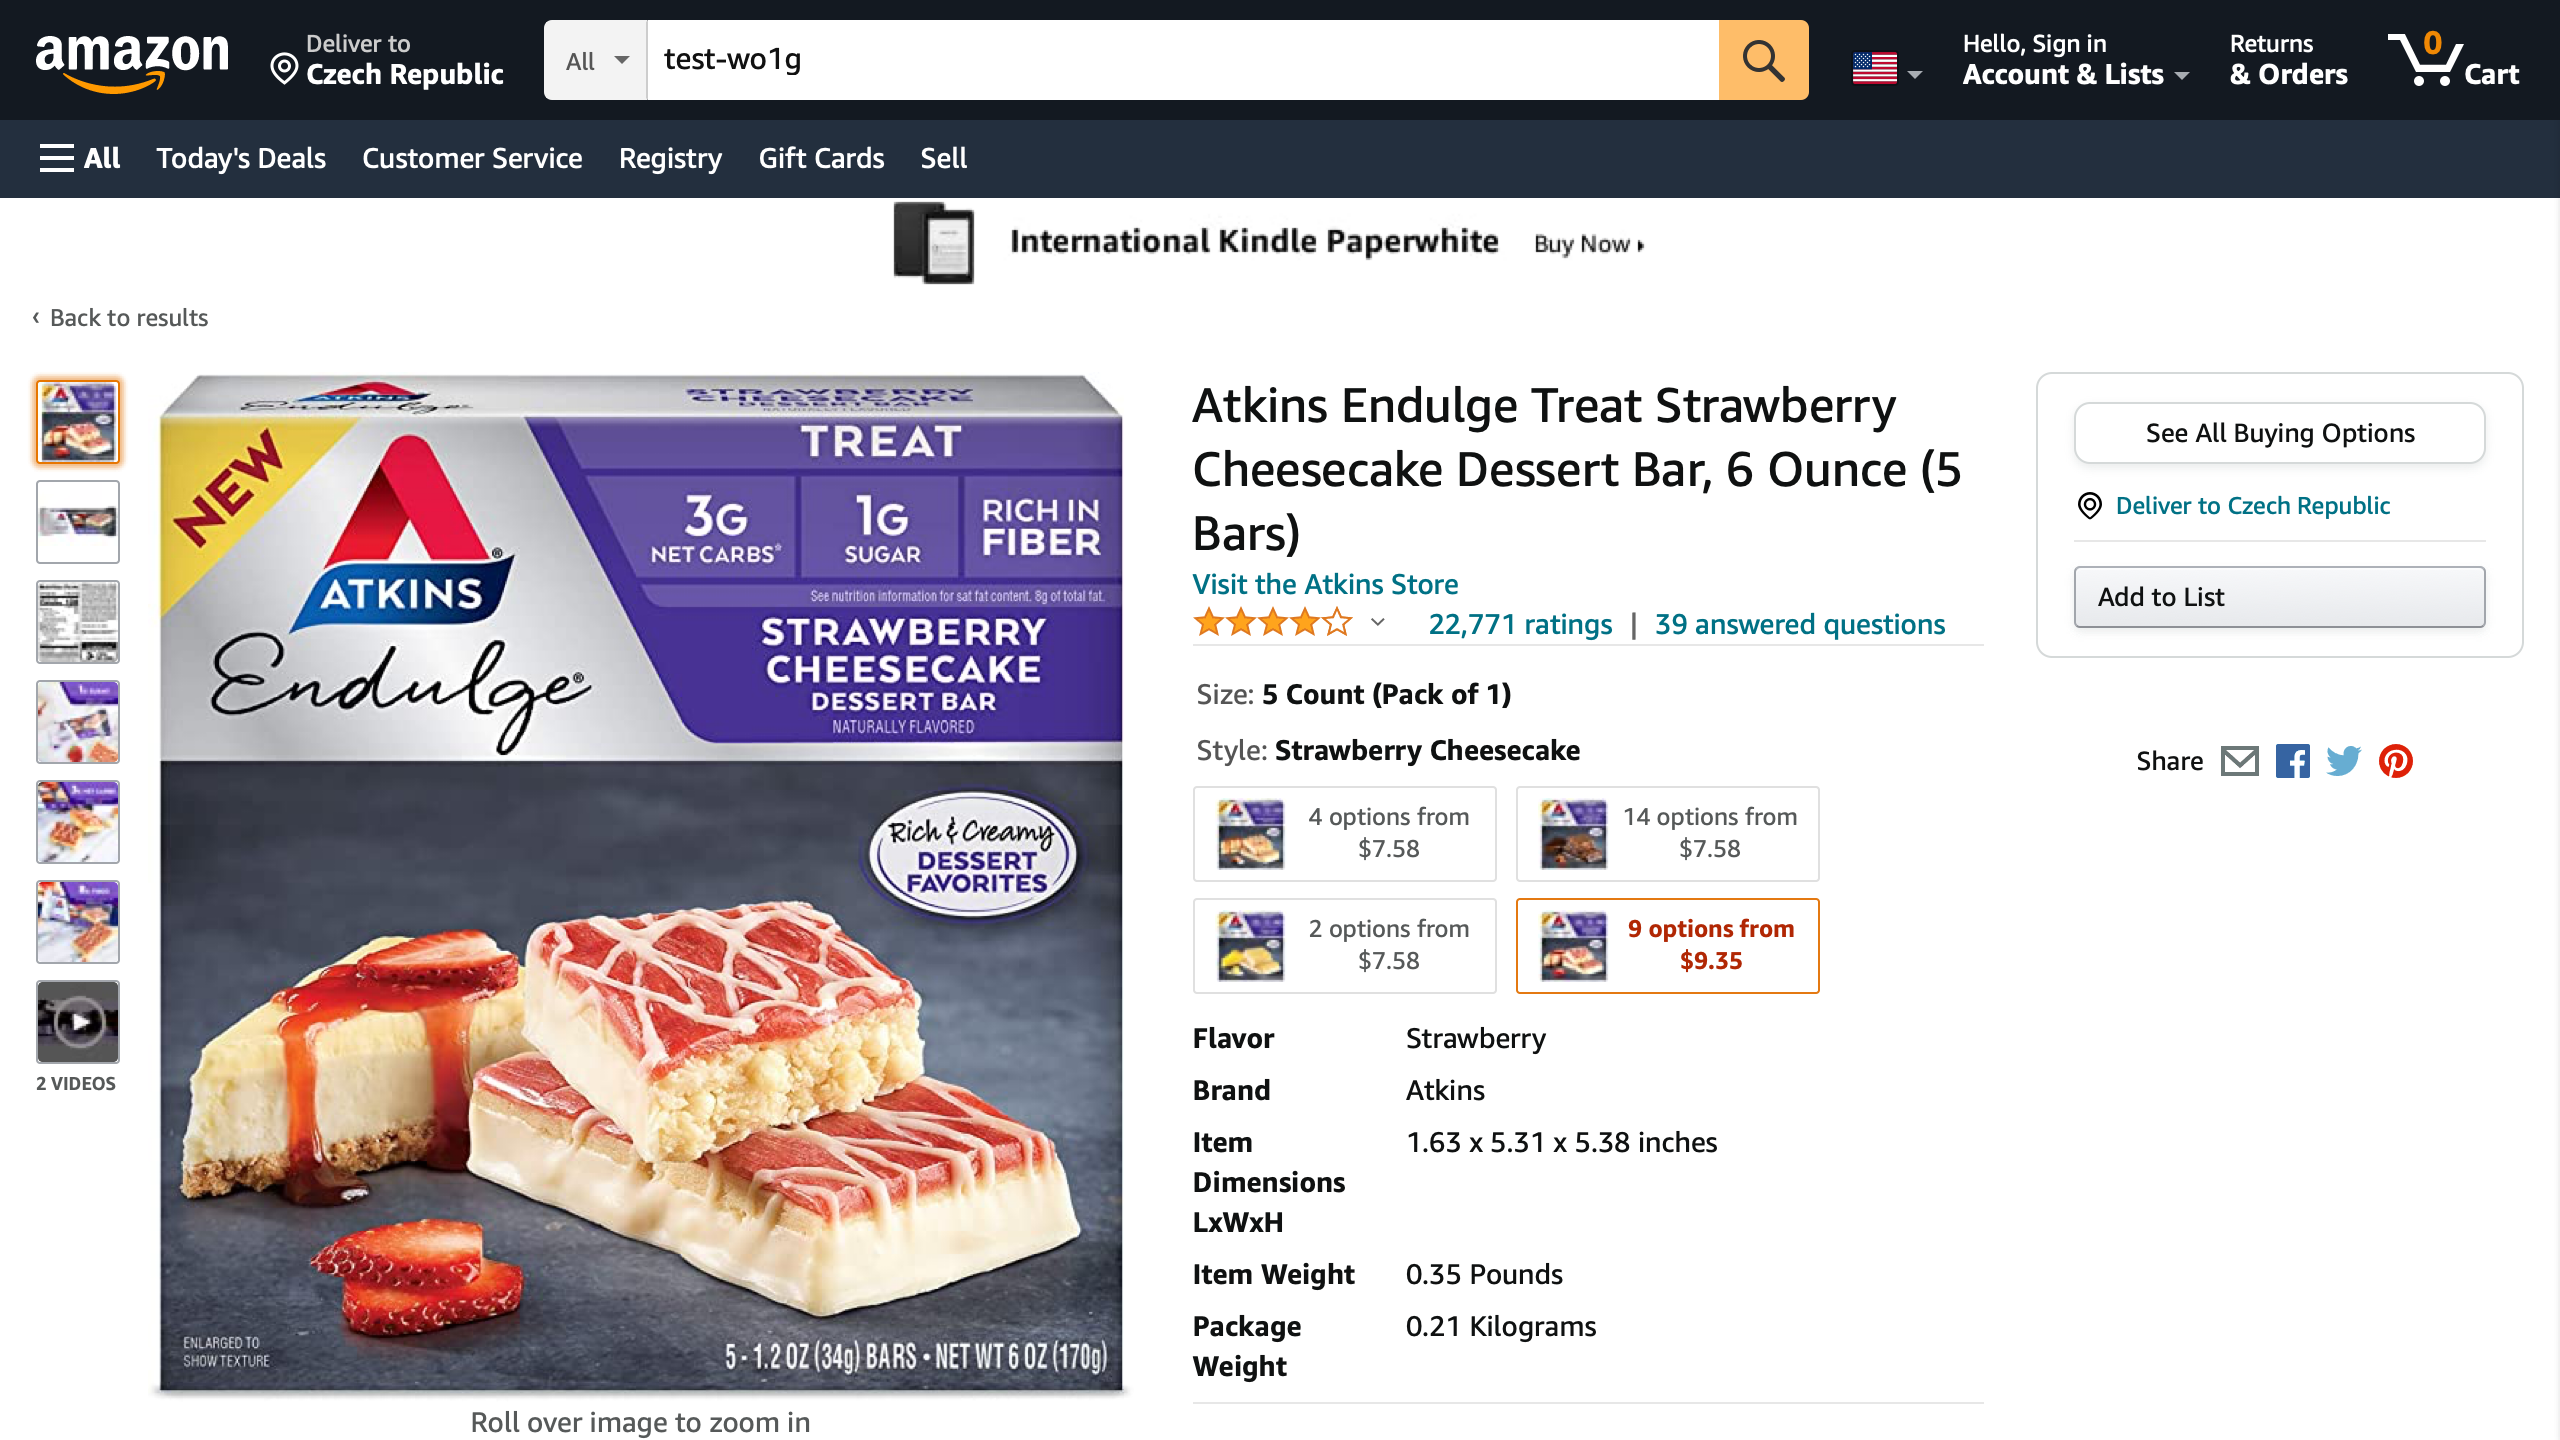 amazon
Deliver to
Czech Republic
All
test-wo1g
Hello, Sign in
Account & Lists
Returns
& Orders
0
Cart
All
Today's Deals
Customer Service
Registry
Gift Cards
Sell
International Kindle Paperwhite
Buy Now
‹ Back to results
2 VIDEOS
ATKINS
Endulge
STRAWBERRY
CHEESECAKE
DESSERT BAR
NATURALLY FLAVORED
NEW
ATKINS®
Endulge®
TREAT
3G
NET CARBS*
1G
SUGAR
RICH IN
FIBER
See nutrition information for sat fat content. 8g of total fat.
STRAWBERRY
CHEESECAKE
DESSERT BAR
NATURALLY FLAVORED
Rich & Creamy
DESSERT
FAVORITES
ENLARGED TO
SHOW TEXTURE
5 - 1.2 OZ (34g) BARS • NET WT 6 OZ (170g)
Roll over image to zoom in
Atkins Endulge Treat Strawberry
Cheesecake Dessert Bar, 6 Ounce (5
Bars)
Visit the Atkins Store
22,771 ratings | 39 answered questions
Size: 5 Count (Pack of 1)
Style: Strawberry Cheesecake
4 options from
$7.58
14 options from
$7.58
2 options from
$7.58
9 options from
$9.35
Flavor Strawberry
Brand Atkins
Item 1.63 x 5.31 x 5.38 inches
Dimensions
LxWxH
Item Weight 0.35 Pounds
Package 0.21 Kilograms
Weight
See All Buying Options
Deliver to Czech Republic
Add to List
Share